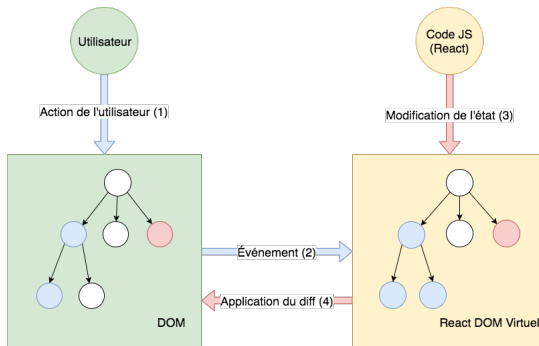 Utilisateur
Code JS
(React)
Action de l'utilisateur (1)
Modification de l'état (3)
Événement (2)
Application du diff (4)
DOM
React DOM Virtuel